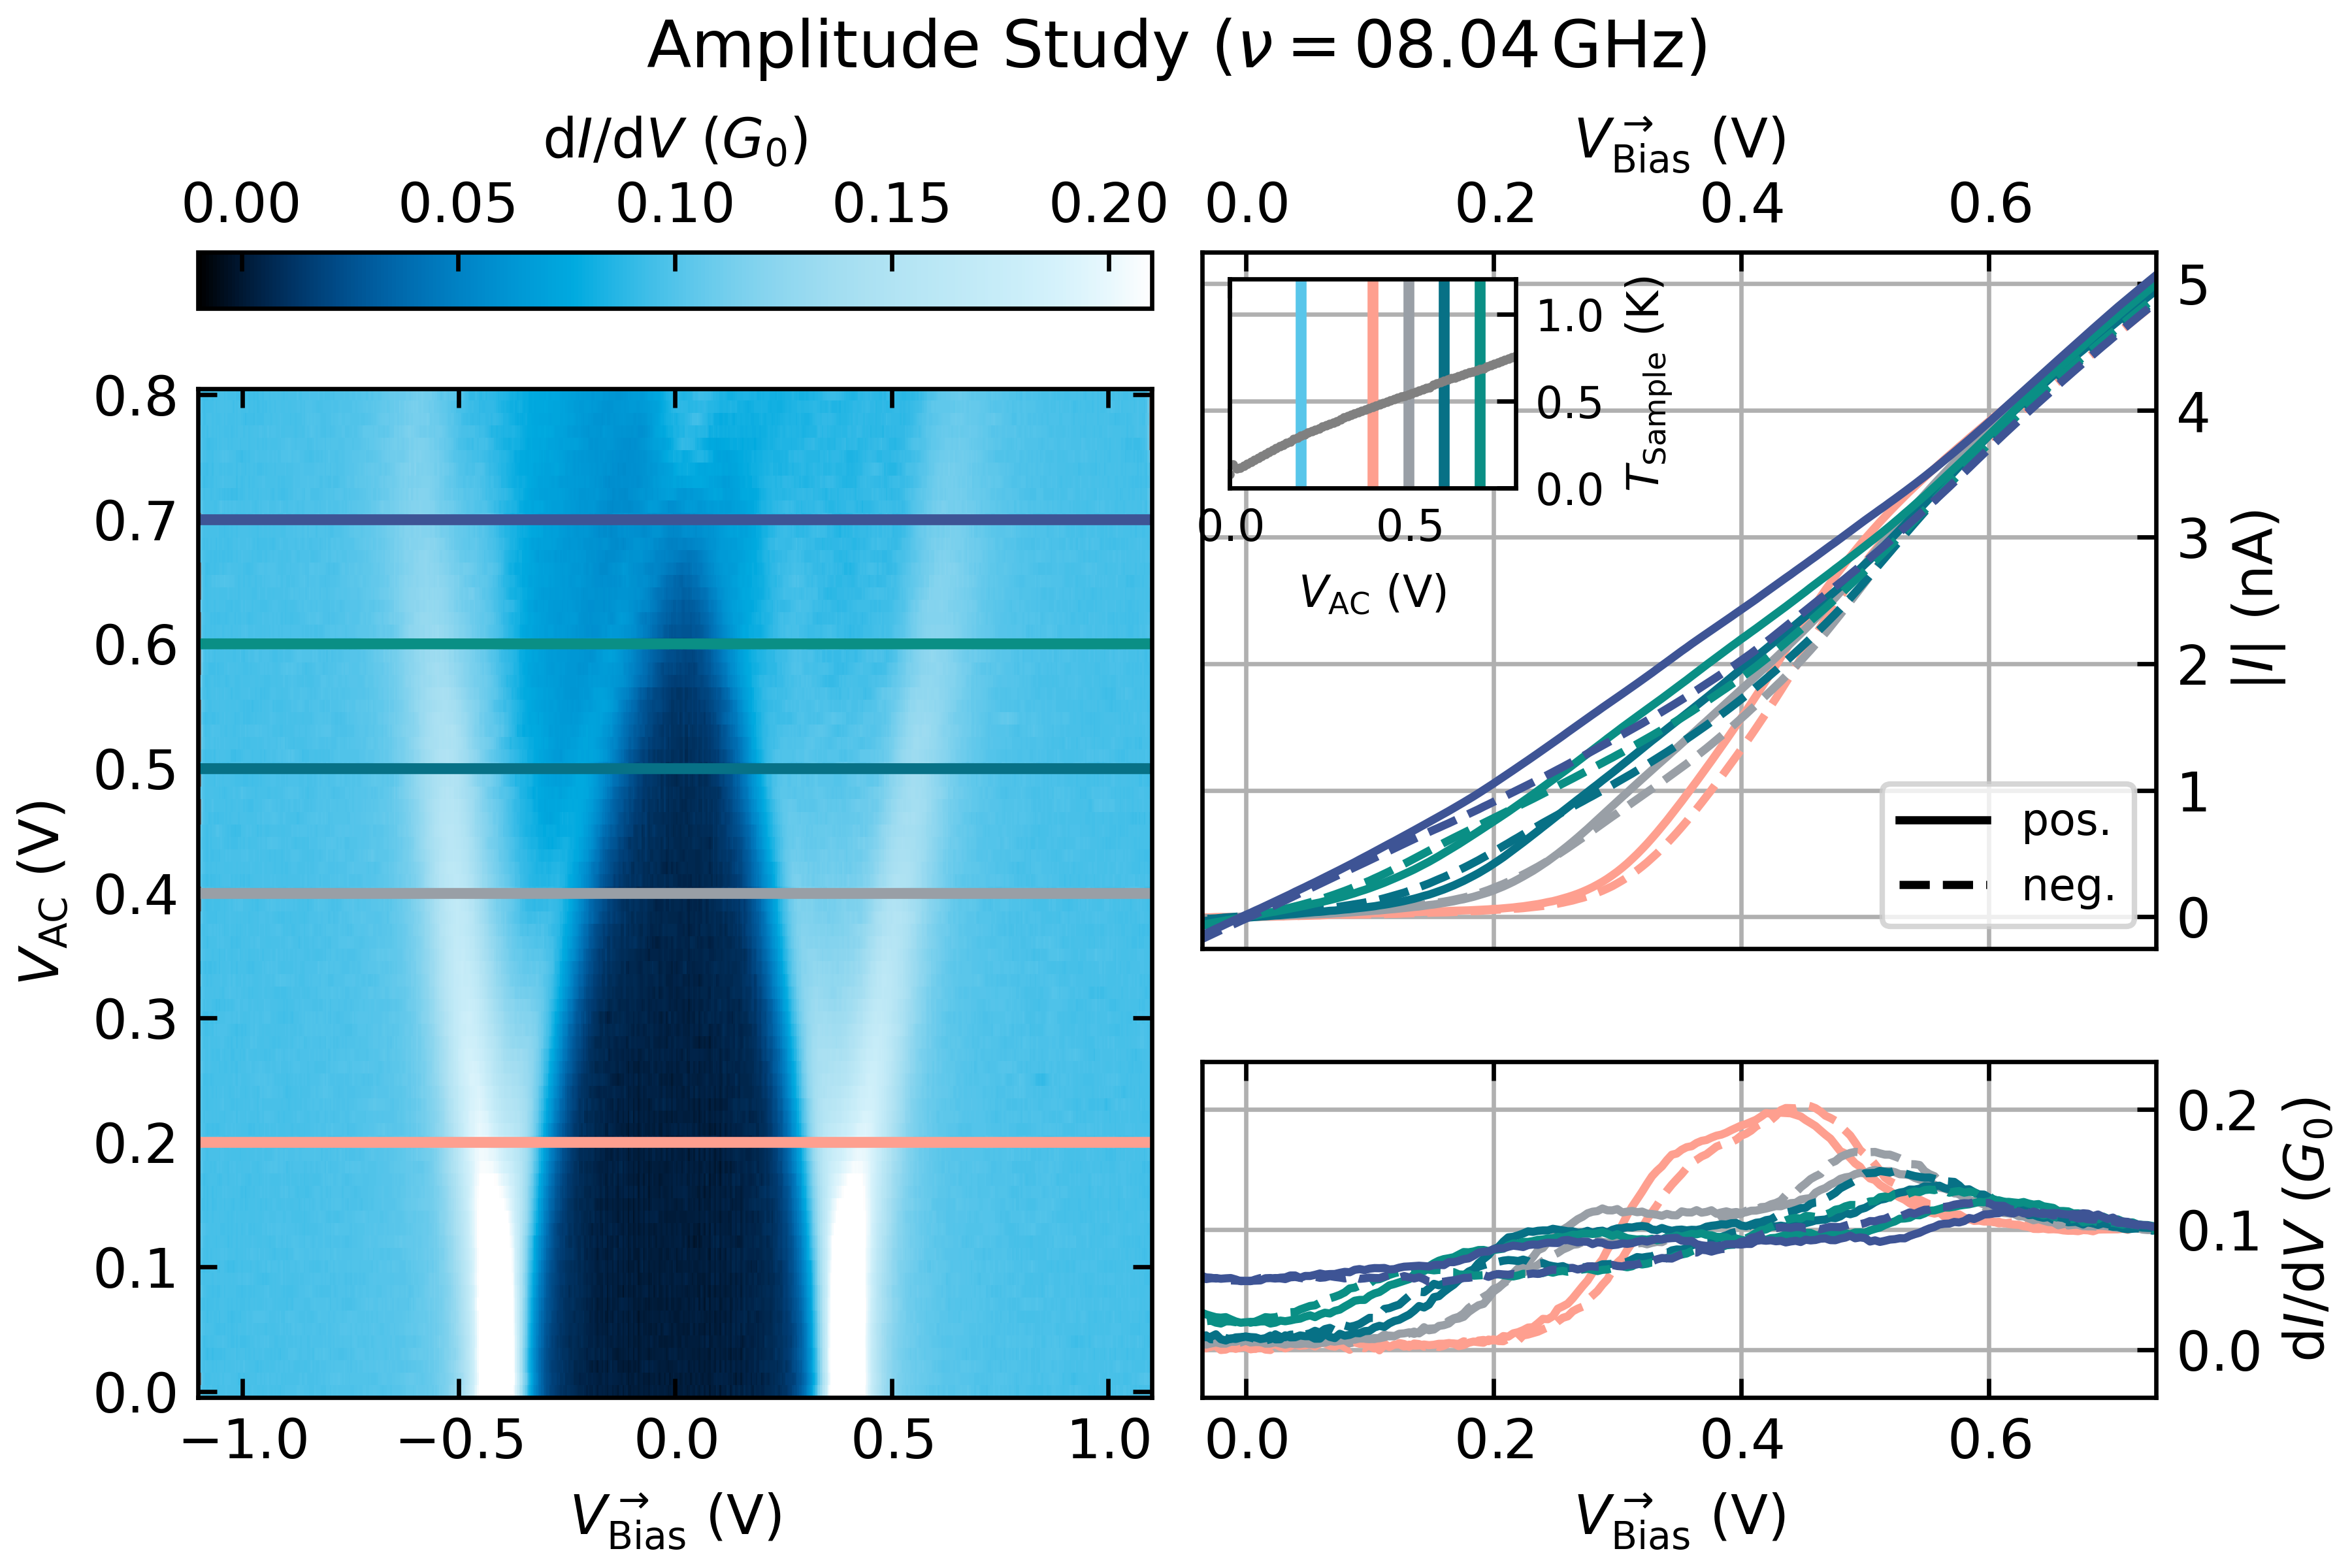 Amplitude Study (ν = 08.04 GHz)
dI/dV (G₀)
0.00 0.05 0.10 0.15 0.20
V→Bias (V)
0.0 0.2 0.4 0.6
0.8
0.7
0.6
0.5
0.4
0.3
0.2
0.1
0.0
VAC (V)
−1.0 −0.5 0.0 0.5 1.0
V→Bias (V)
5
4
3
2
1
0
|I| (nA)
1.0
0.5
0.0
TSample (K)
0.0 0.5
VAC (V)
pos.
neg.
0.2
0.1
0.0
dI/dV (G₀)
0.0 0.2 0.4 0.6
V→Bias (V)